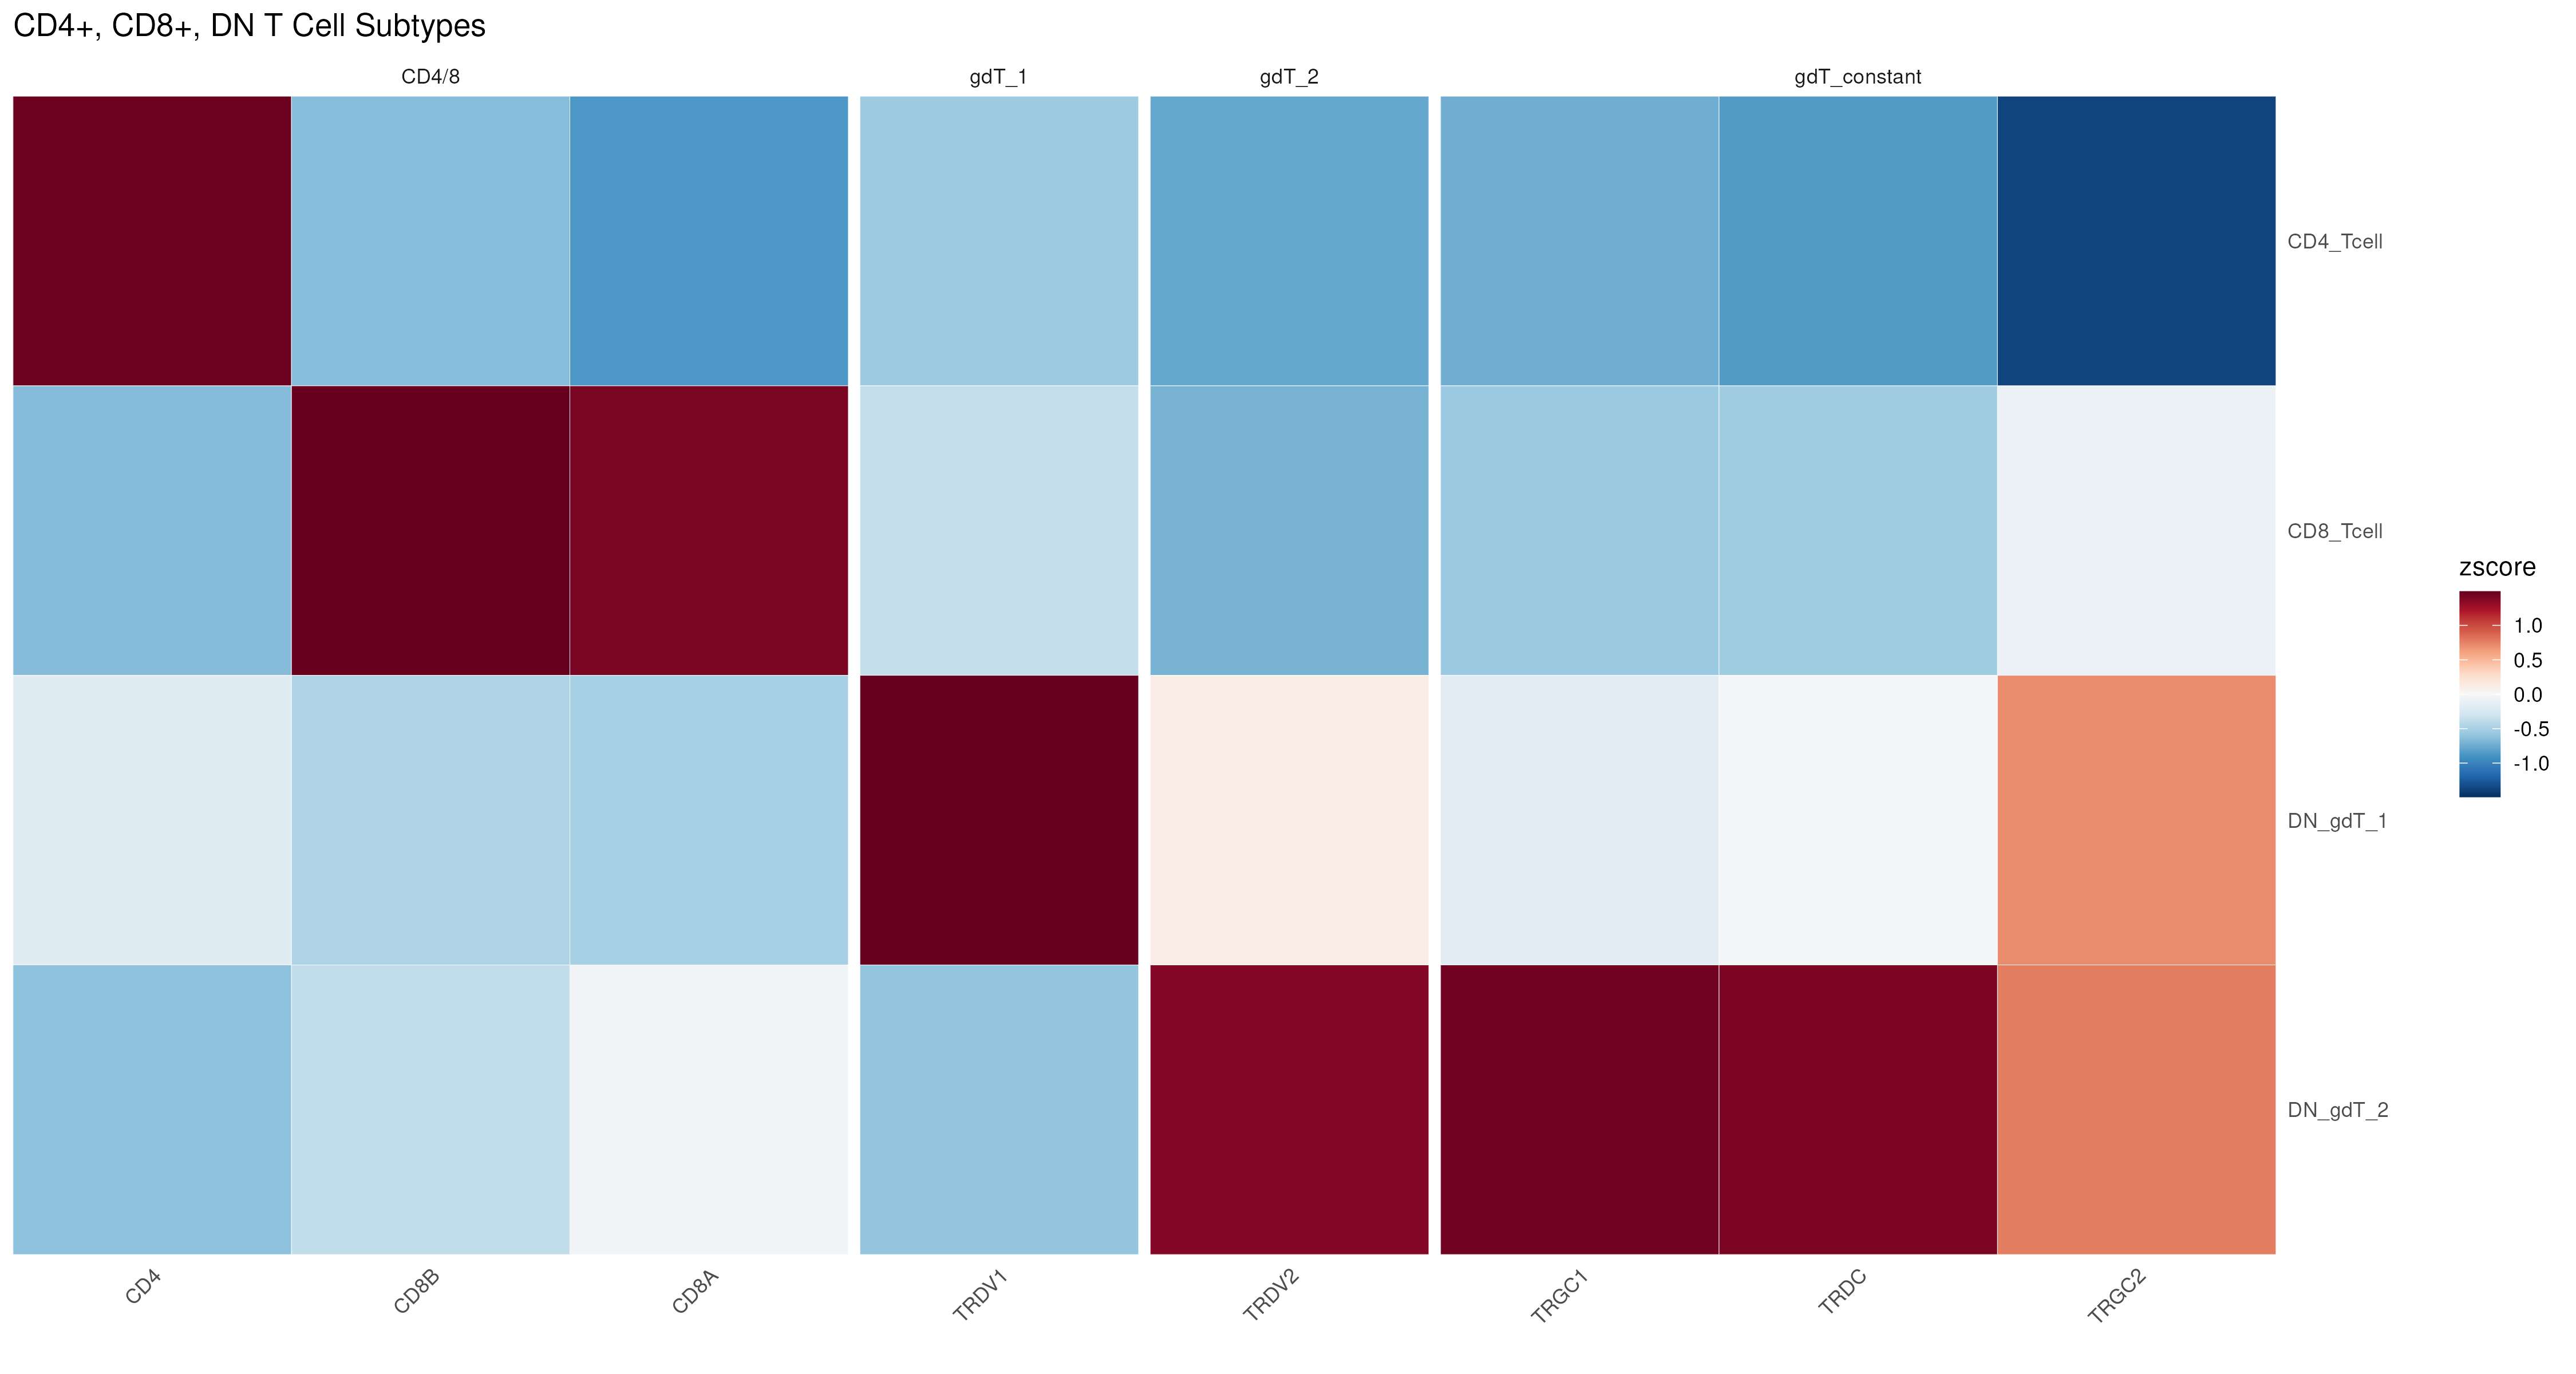 CD4+, CD8+, DN T Cell Subtypes
CD4/8
gdT_1
gdT_2
gdT_constant
CD4_Tcell
CD8_Tcell
DN_gdT_1
DN_gdT_2
zscore
1.0
0.5
0.0
-0.5
-1.0
CD4
CD8B
CD8A
TRDV1
TRDV2
TRGC1
TRDC
TRGC2